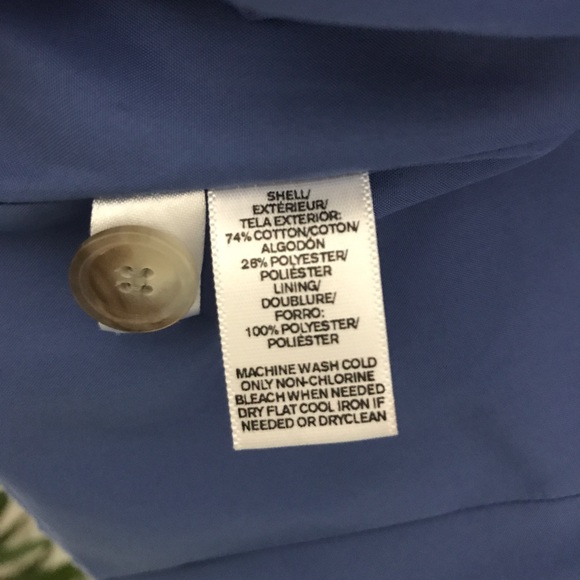 SHELL/
EXTÉRIEUR/
TELA EXTERIOR:
74% COTTON/COTON/
ALGODÓN
26% POLYESTER/
POLIÉSTER
LINING/
DOUBLURE/
FORRO:
100% POLYESTER/
POLIÉSTER
MACHINE WASH COLD
ONLY NON-CHLORINE
BLEACH WHEN NEEDED
DRY FLAT COOL IRON IF
NEEDED OR DRYCLEAN